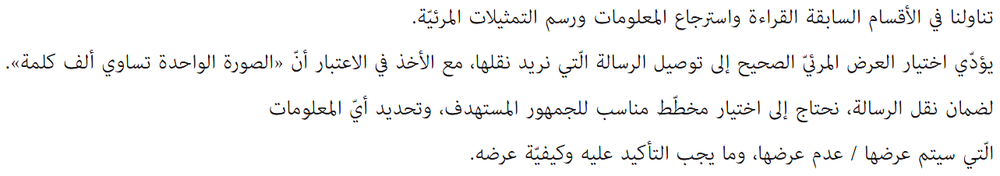 تناولنا في الأقسام السابقة القراءة واسترجاع المعلومات ورسم التمثيلات المرئيّة.
يؤدّي اختيار العرض المرئيّ الصحيح إلى توصيل الرسالة الّتي نريد نقلها، مع الأخذ في الاعتبار أنّ «الصورة الواحدة تساوي ألف كلمة».
لضمان نقل الرسالة، نحتاج إلى اختيار مخطّط مناسب للجمهور المستهدف، وتحديد أيّ المعلومات
الّتي سيتم عرضها / عدم عرضها، وما يجب التأكيد عليه وكيفيّة عرضه.